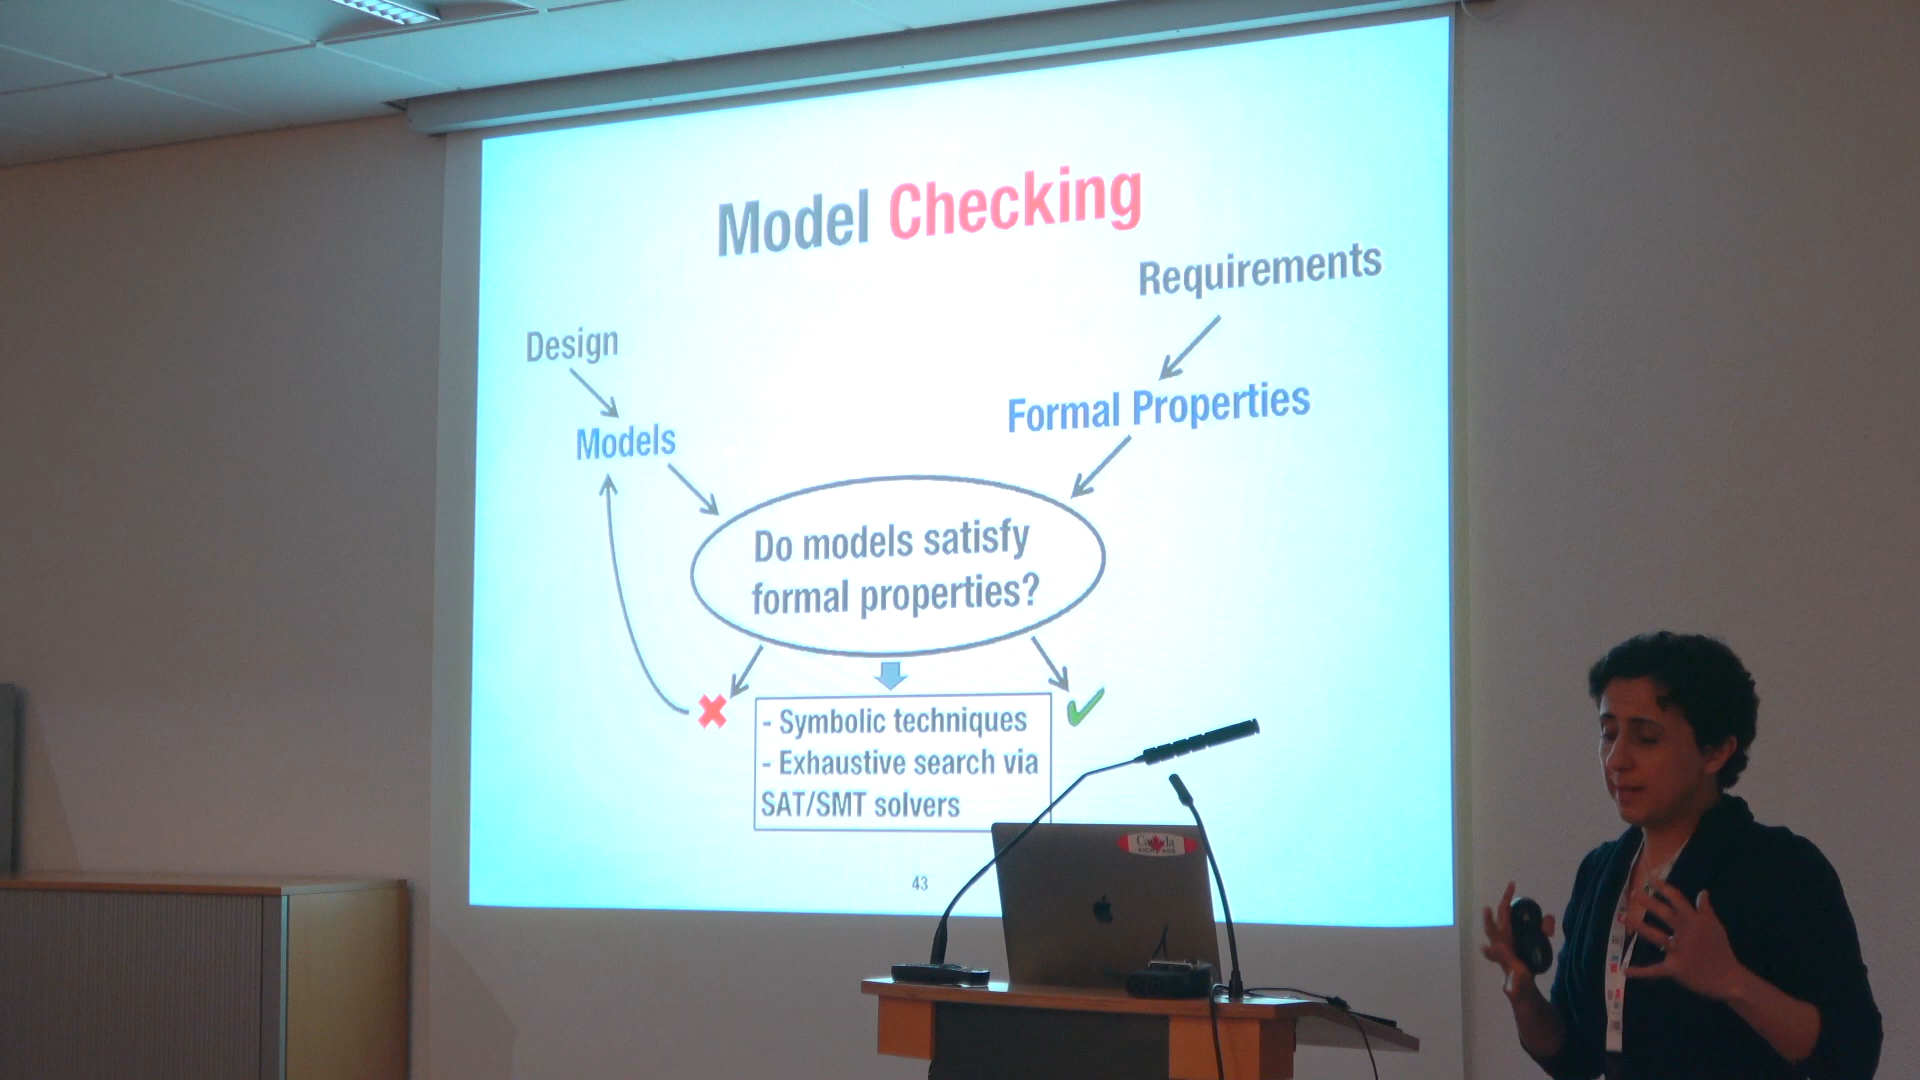 Model Checking
Requirements
Design
Formal Properties
Models
Do models satisfy
formal properties?
- Symbolic techniques
- Exhaustive search via
SAT/SMT solvers
43
Canada